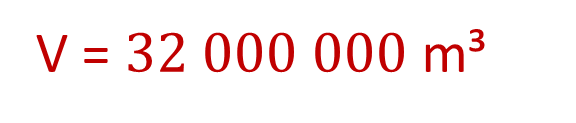 V = 32 000 000 m³